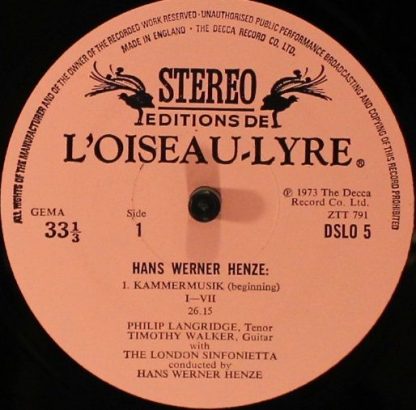 ALL RIGHTS OF THE MANUFACTURER AND OF THE OWNER OF THE RECORDED WORK RESERVED · UNAUTHORISED PUBLIC PERFORMANCE BROADCASTING AND COPYING OF THIS RECORD PROHIBITED
MADE IN ENGLAND · THE DECCA RECORD CO. LTD.
STEREO
EDITIONS DE
L'OISEAU-LYRE®
GEMA
33⅓
Side
1
℗ 1973 The Decca
Record Co. Ltd.
ZTT 791
DSLO 5
HANS WERNER HENZE:
1. KAMMERMUSIK (beginning)
I—VII
26.15
PHILIP LANGRIDGE, Tenor
TIMOTHY WALKER, Guitar
with
THE LONDON SINFONIETTA
conducted by
HANS WERNER HENZE